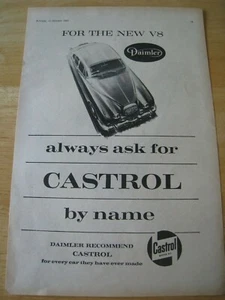 FOR THE NEW V8
Daimler
always ask for
CASTROL
by name
DAIMLER RECOMMEND
CASTROL
for every car they have ever made
Castrol